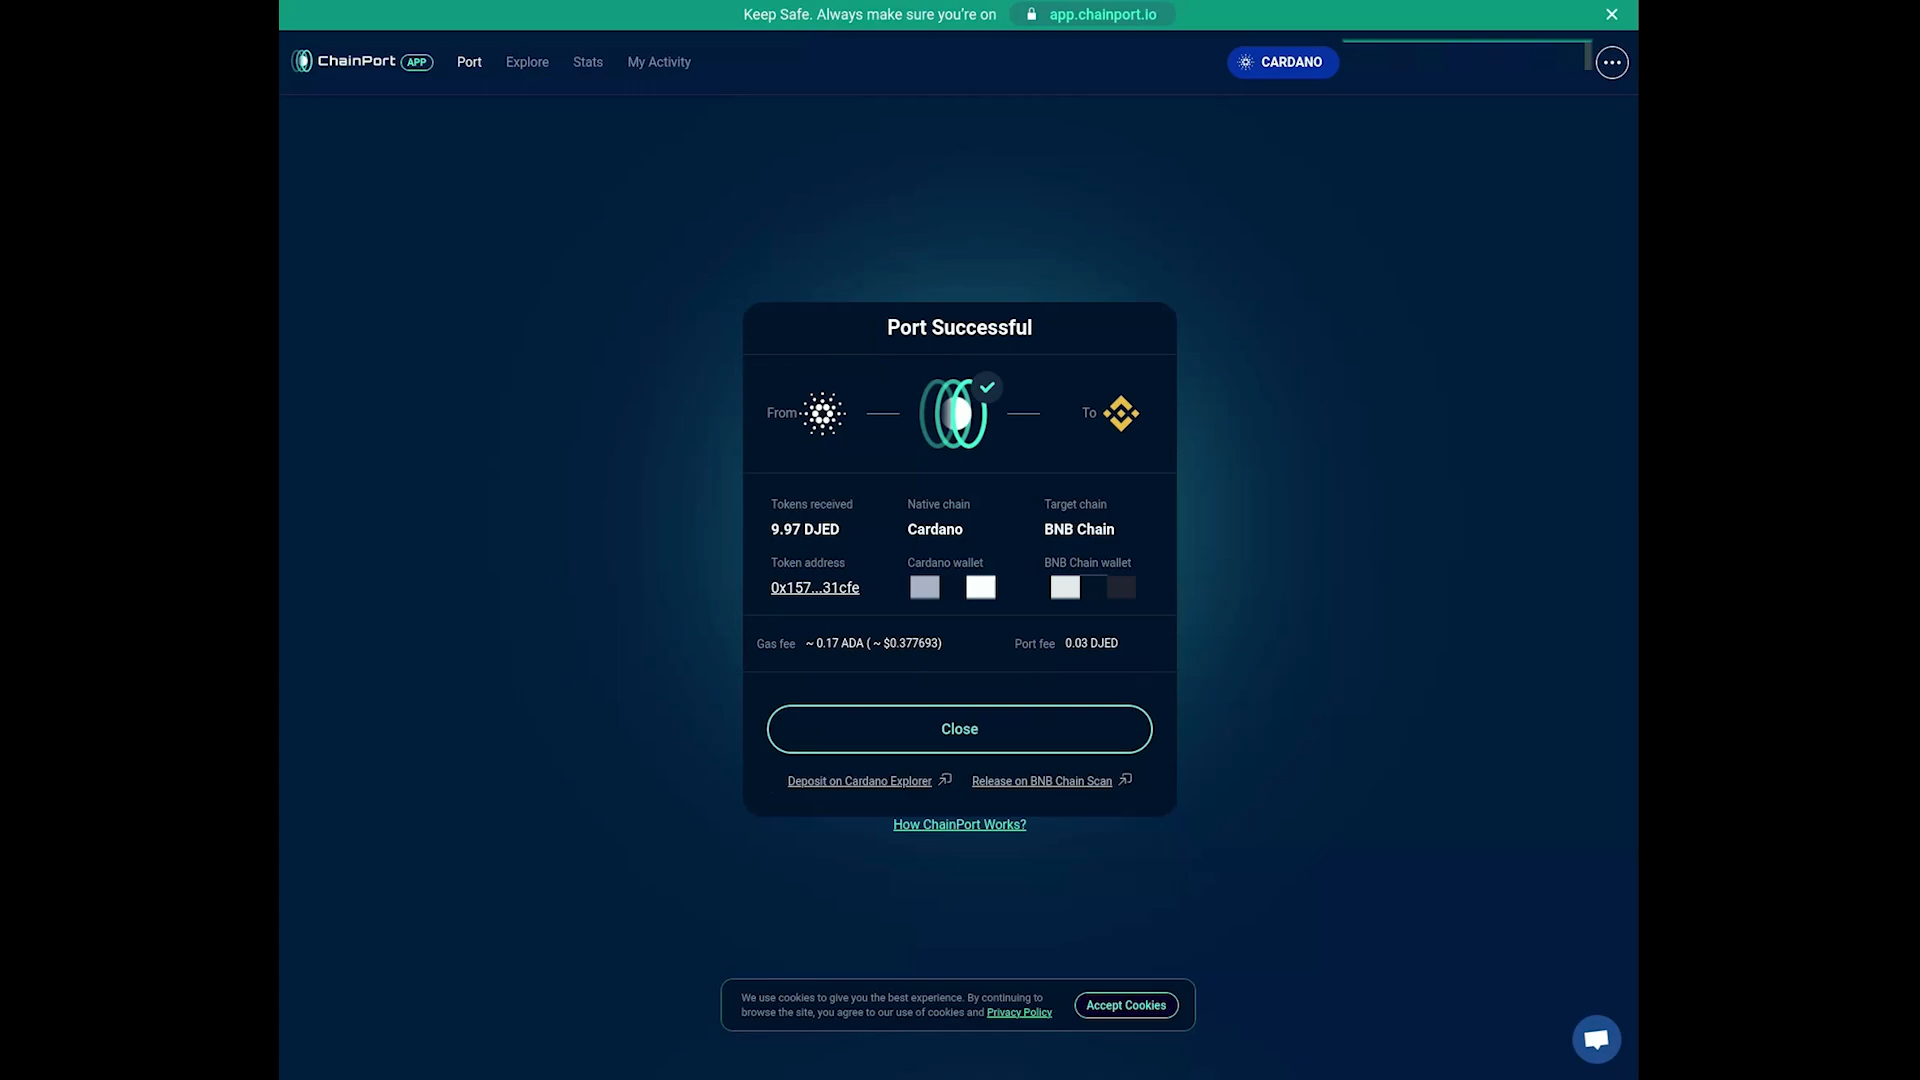 Keep Safe. Always make sure you're on app.chainport.io
ChainPort APP Port Explore Stats My Activity CARDANO
Port Successful
From To
Tokens received Native chain Target chain
9.97 DJED Cardano BNB Chain
Token address Cardano wallet BNB Chain wallet
0x157...31cfe
Gas fee ~ 0.17 ADA ( ~ $0.377693) Port fee 0.03 DJED
Close
Deposit on Cardano Explorer Release on BNB Chain Scan
How ChainPort Works?
We use cookies to give you the best experience. By continuing to
browse the site, you agree to our use of cookies and Privacy Policy
Accept Cookies